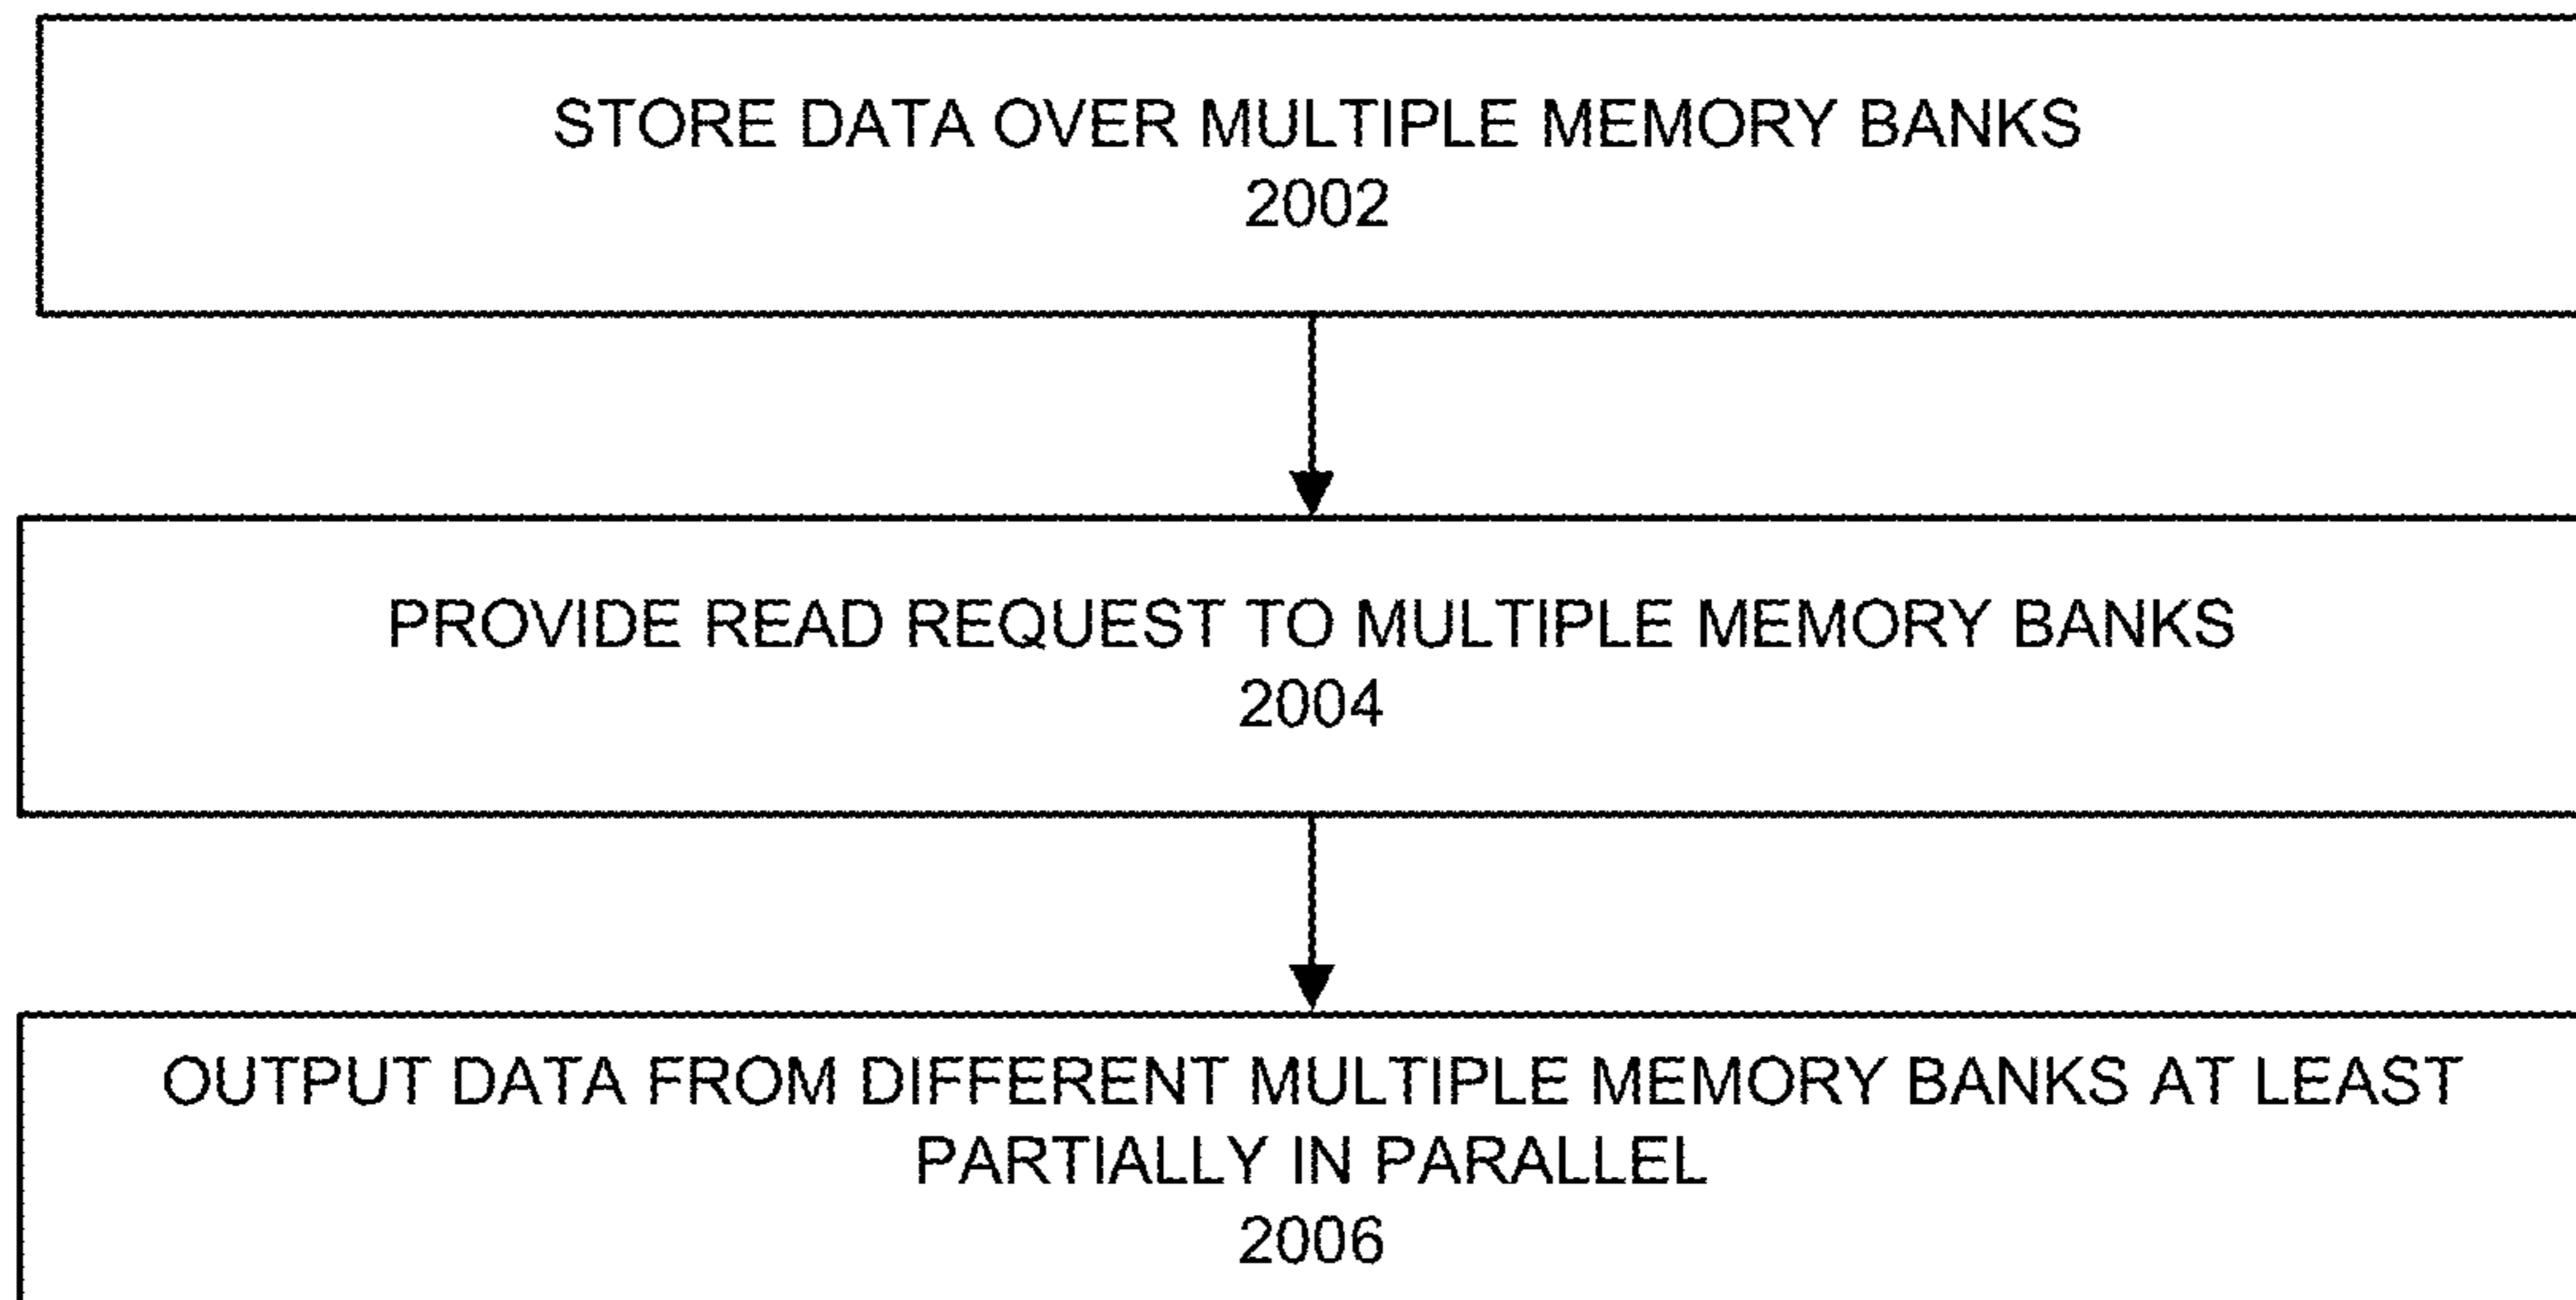 STORE DATA OVER MULTIPLE MEMORY BANKS
2002
PROVIDE READ REQUEST TO MULTIPLE MEMORY BANKS
2004
OUTPUT DATA FROM DIFFERENT MULTIPLE MEMORY BANKS AT LEAST
PARTIALLY IN PARALLEL
2006